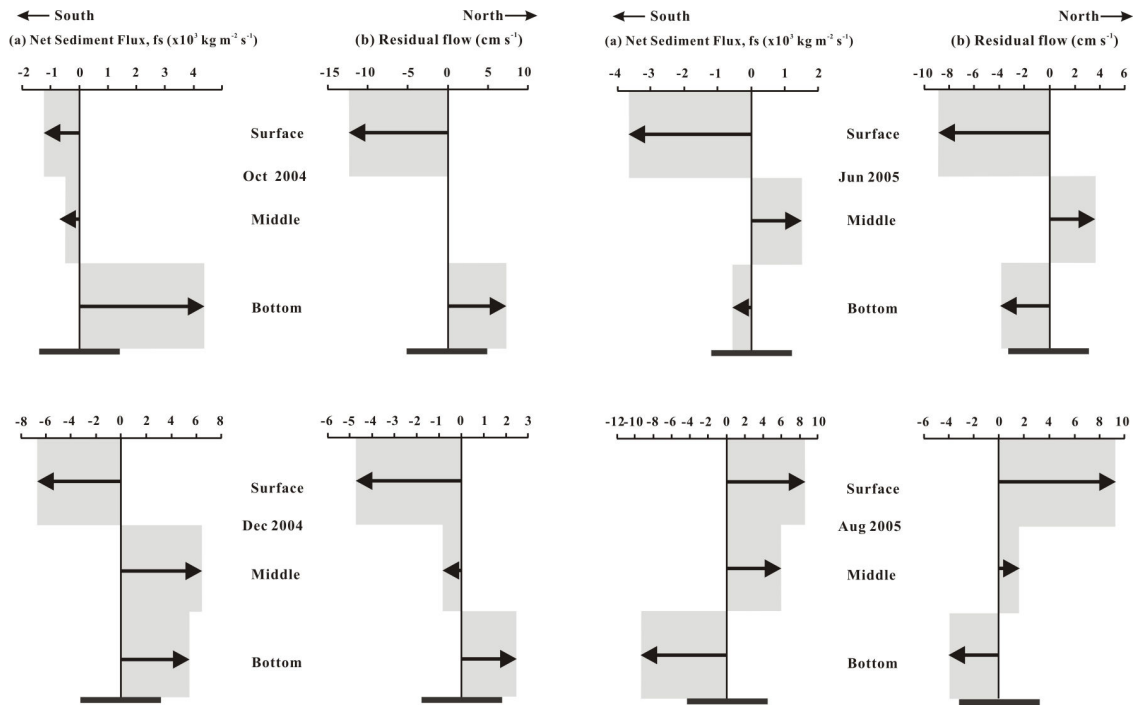 South
North
(a) Net Sediment Flux, fs (x10³ kg m⁻² s⁻¹)
(b) Residual flow (cm s⁻¹)
(a) Net Sediment Flux, fs (x10³ kg m⁻² s⁻¹)
(b) Residual flow (cm s⁻¹)
-2 -1 0 1 2 3 4
-15 -10 -5 0 5 10
-4 -3 -2 -1 0 1 2
-10 -8 -6 -4 -2 0 2 4 6
Surface
Oct 2004
Middle
Bottom
Surface
Jun 2005
Middle
Bottom
-8 -6 -4 -2 0 2 4 6 8
-6 -5 -4 -3 -2 -1 0 1 2 3
-12 -10 -8 -6 -4 -2 0 2 4 6 8 10
-6 -4 -2 0 2 4 6 8 10
Surface
Dec 2004
Middle
Bottom
Surface
Aug 2005
Middle
Bottom